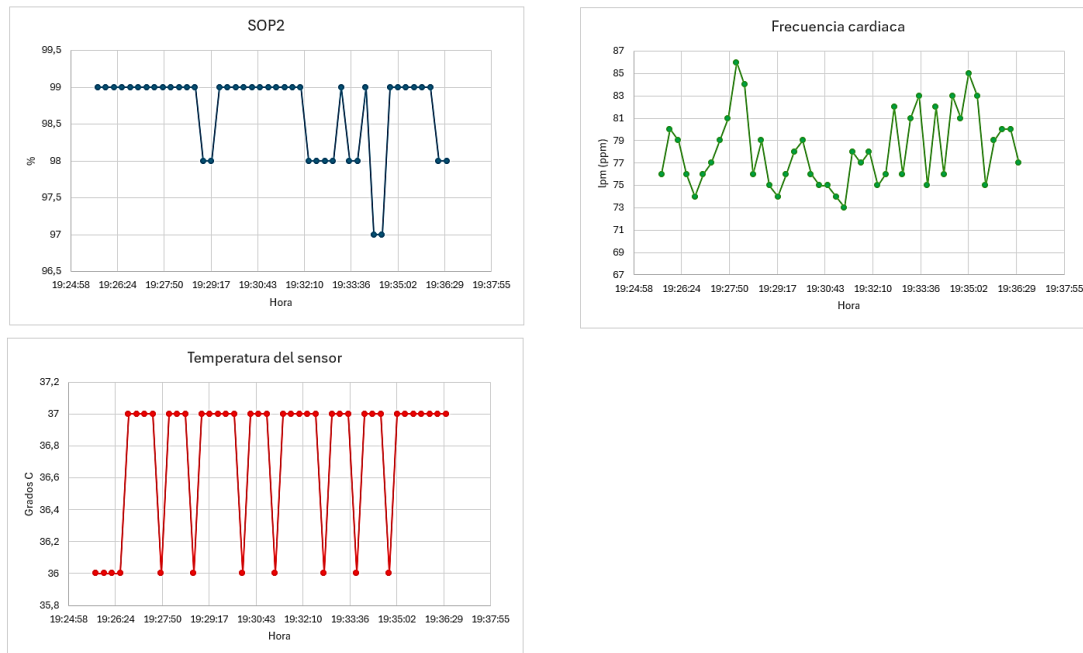 SOP2
99,5
99
98,5
98
97,5
97
96,5
%
19:24:58 19:26:24 19:27:50 19:29:17 19:30:43 19:32:10 19:33:36 19:35:02 19:36:29 19:37:55
Hora
Frecuencia cardiaca
87
85
83
81
79
77
75
73
71
69
67
lpm (ppm)
19:24:58 19:26:24 19:27:50 19:29:17 19:30:43 19:32:10 19:33:36 19:35:02 19:36:29 19:37:55
Hora
Temperatura del sensor
37,2
37
36,8
36,6
36,4
36,2
36
35,8
Grados C
19:24:58 19:26:24 19:27:50 19:29:17 19:30:43 19:32:10 19:33:36 19:35:02 19:36:29 19:37:55
Hora